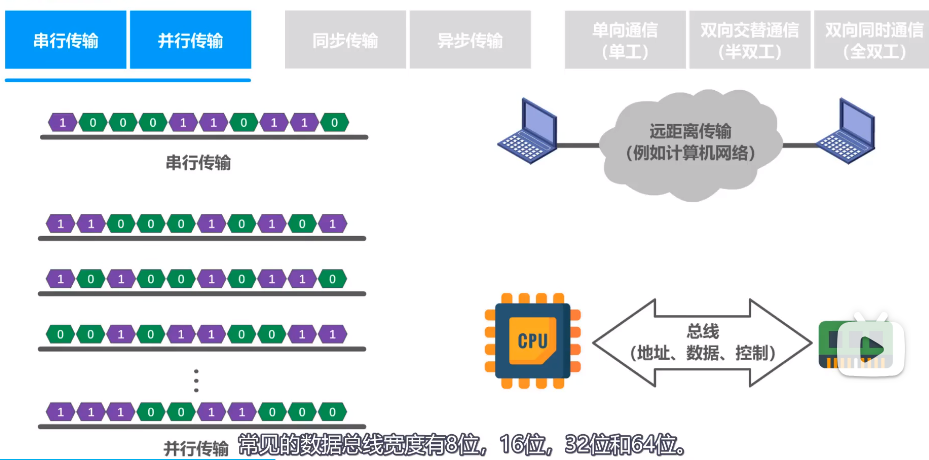 串行传输
并行传输
同步传输
异步传输
单向通信
(单工)
双向交替通信
(半双工)
双向同时通信
(全双工)
1 0 0 0 1 1 0 1 1 0
串行传输
远距离传输
(例如计算机网络)
1 1 0 0 0 1 0 1 0 1
1 0 1 0 0 1 0 1 1 0
0 0 1 0 1 1 0 0 1 1
1 1 1 0 0 1 1 0 0 0
并行传输
CPU
总线
(地址、数据、控制)
常见的数据总线宽度有8位，16位，32位和64位。